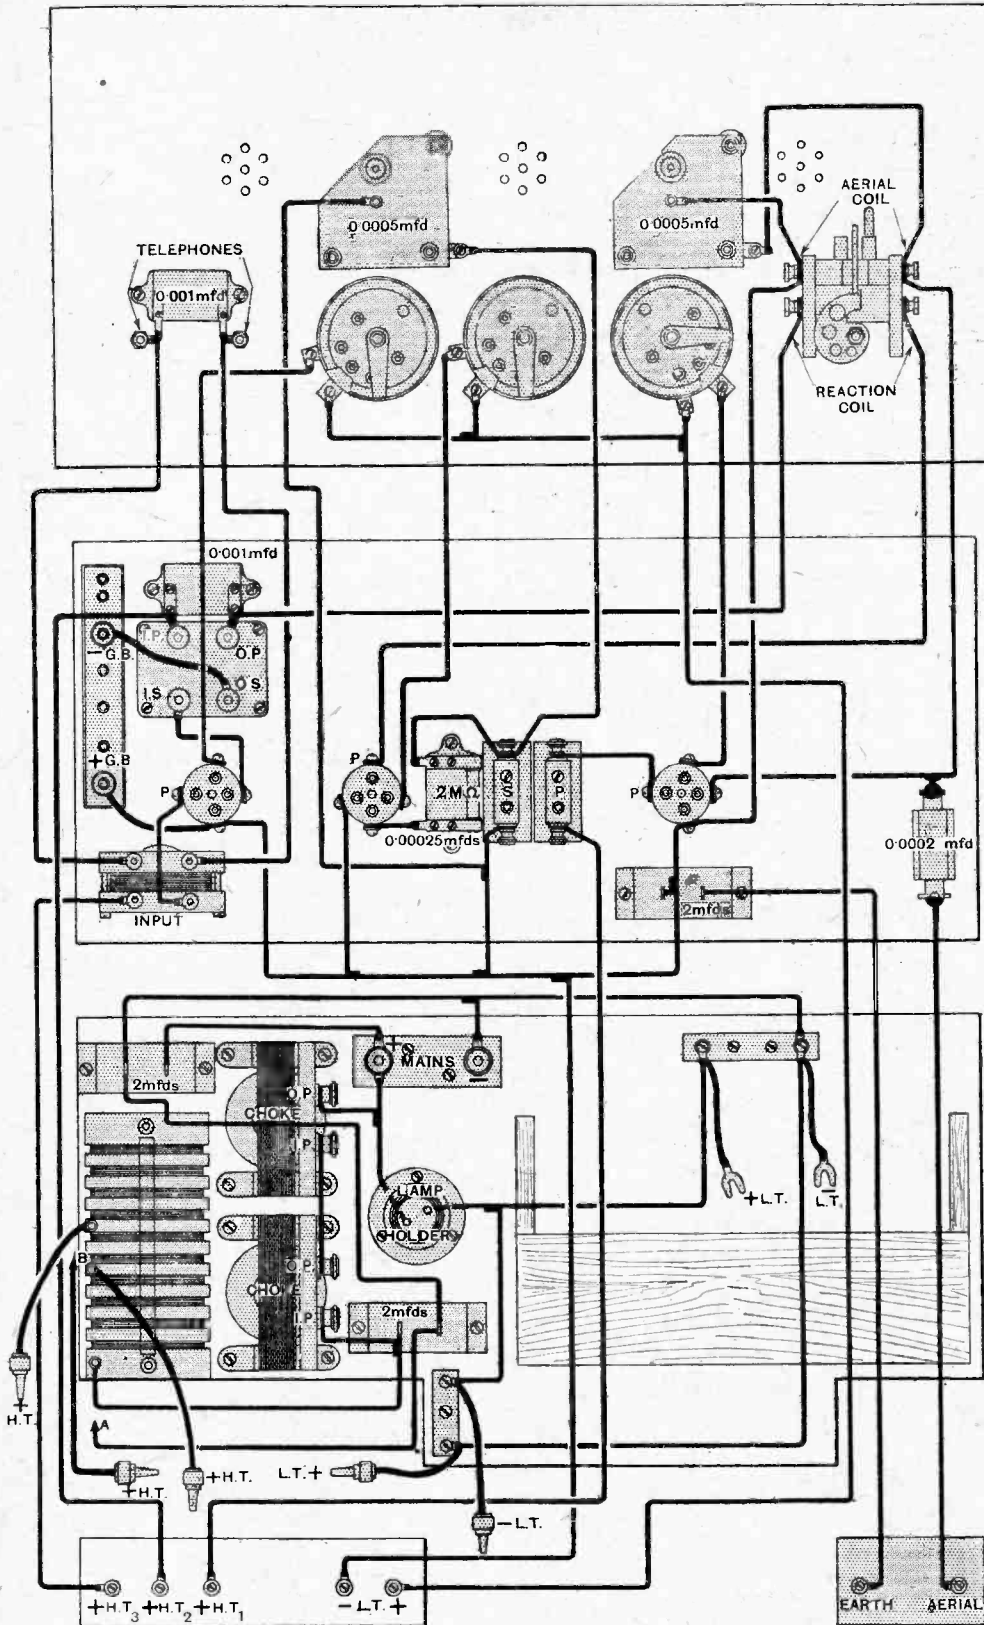 AERIAL
COIL
0·0005mfd
0·0005mfd
TELEPHONES
0·001mfd
REACTION
COIL
0·001mfd
I.P.
O.P
− G.B.
I.S
O S
+ G.B
P
P
2MΩ
S
P
P
0·00025mfds
0·0002 mfd
2mfds
INPUT
+ MAINS −
2mfds
O.P.
CHOKE
I.P.
LAMP
HOLDER
+ L.T.
L.T.
B
O.P.
CHOKE
I.P.
2mfds
+
H.T.
A
+H.T.
+H.T.
L.T.+
−L.T.
+H.T.3 +H.T.2 +H.T.1
− L.T. +
EARTH AERIAL